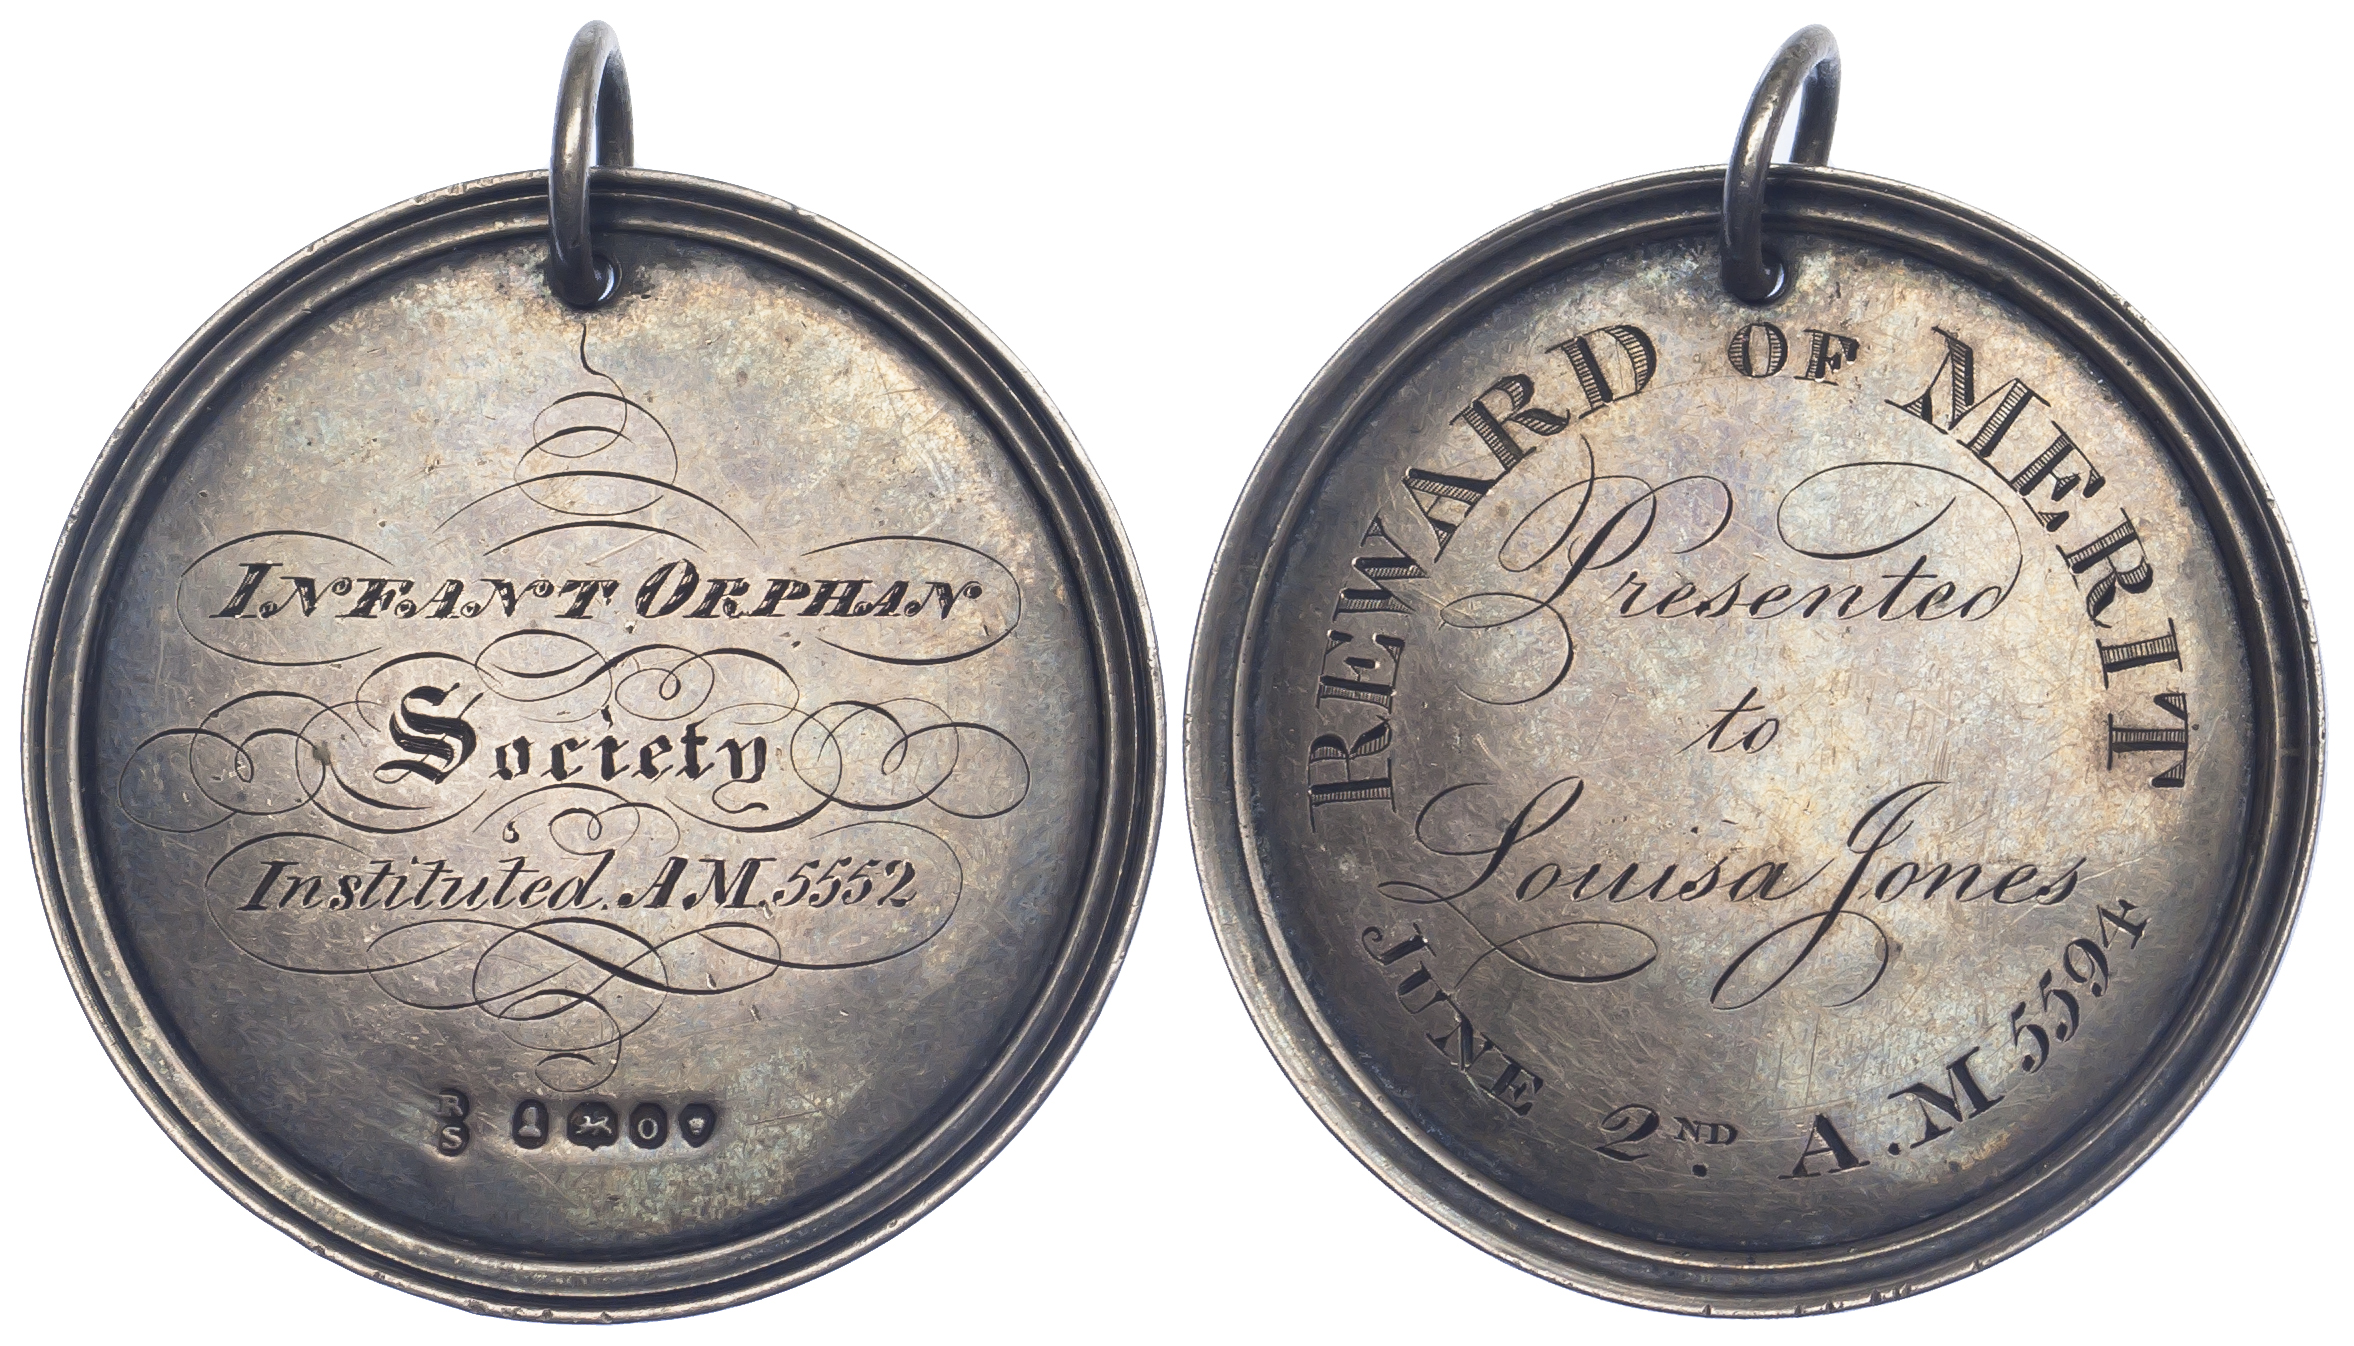 INFANT ORPHAN
Society
Instituted. A.M. 5552
R
S
O
REWARD OF MERIT
Presented
to
Louisa Jones
JUNE 2ND. A.M 5594